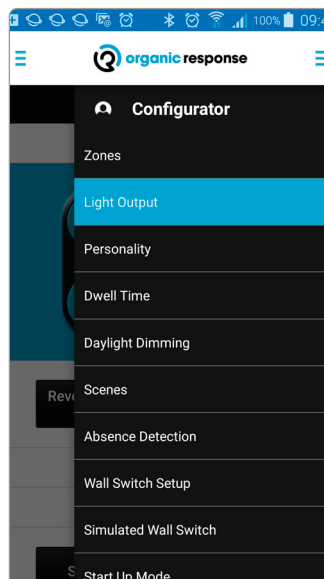 100% 09:4
organic response
Configurator
Zones
Light Output
Personality
Dwell Time
Daylight Dimming
Scenes
Reve
Absence Detection
Wall Switch Setup
Simulated Wall Switch
S
Start Up Mode